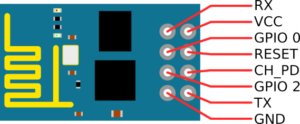 RX
VCC
GPIO 0
RESET
CH_PD
GPIO 2
TX
GND